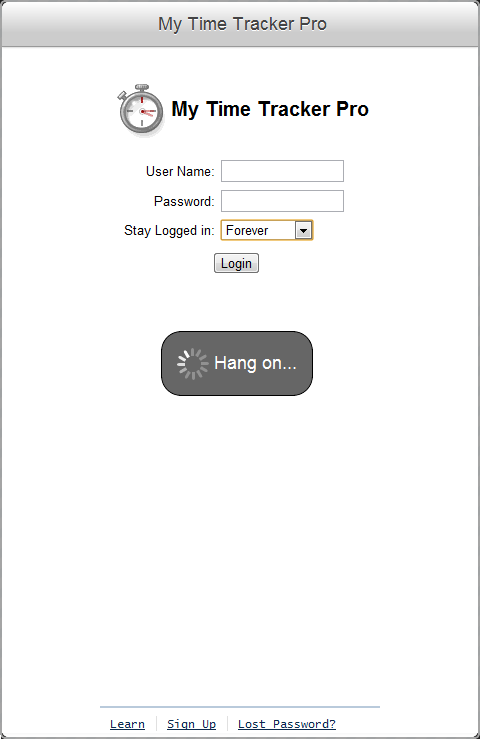 My Time Tracker Pro
My Time Tracker Pro
User Name:
Password:
Stay Logged in: Forever
Login
Hang on...
Learn Sign Up Lost Password?